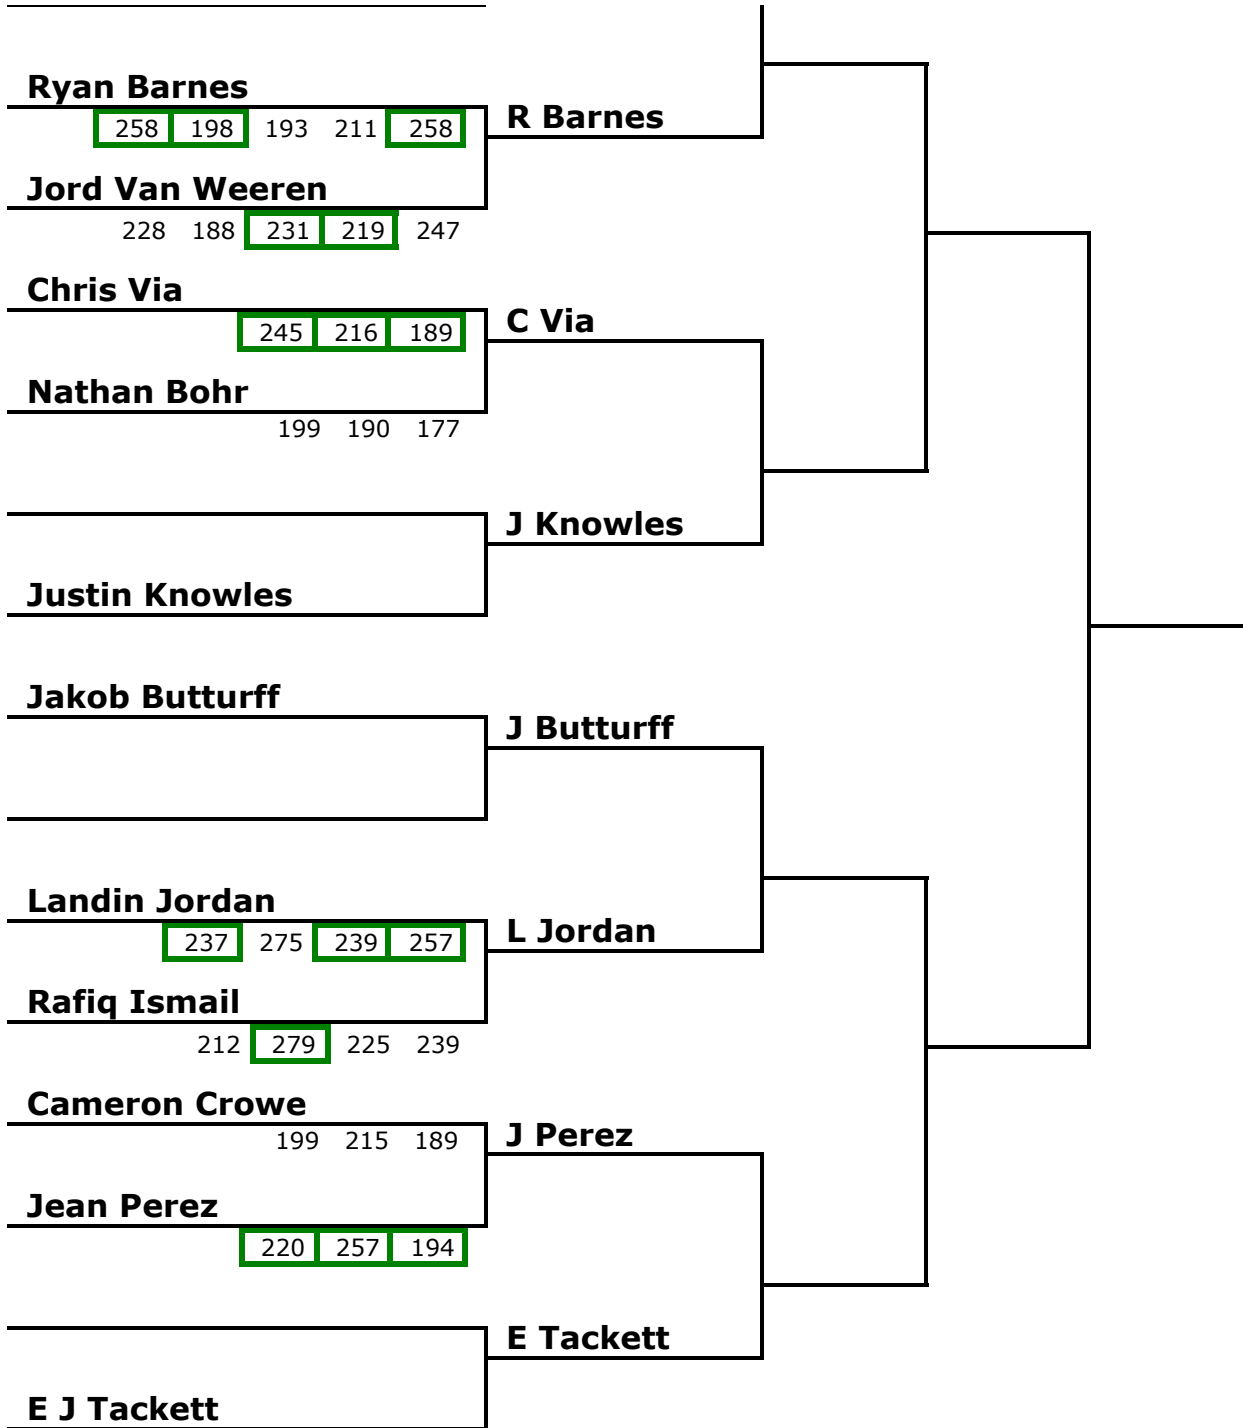 Ryan Barnes
R Barnes
258 198 193 211 258
Jord Van Weeren
228 188 231 219 247
Chris Via
C Via
245 216 189
Nathan Bohr
199 190 177
J Knowles
Justin Knowles
Jakob Butturff
J Butturff
Landin Jordan
L Jordan
237 275 239 257
Rafiq Ismail
212 279 225 239
Cameron Crowe
J Perez
199 215 189
Jean Perez
220 257 194
E Tackett
E J Tackett